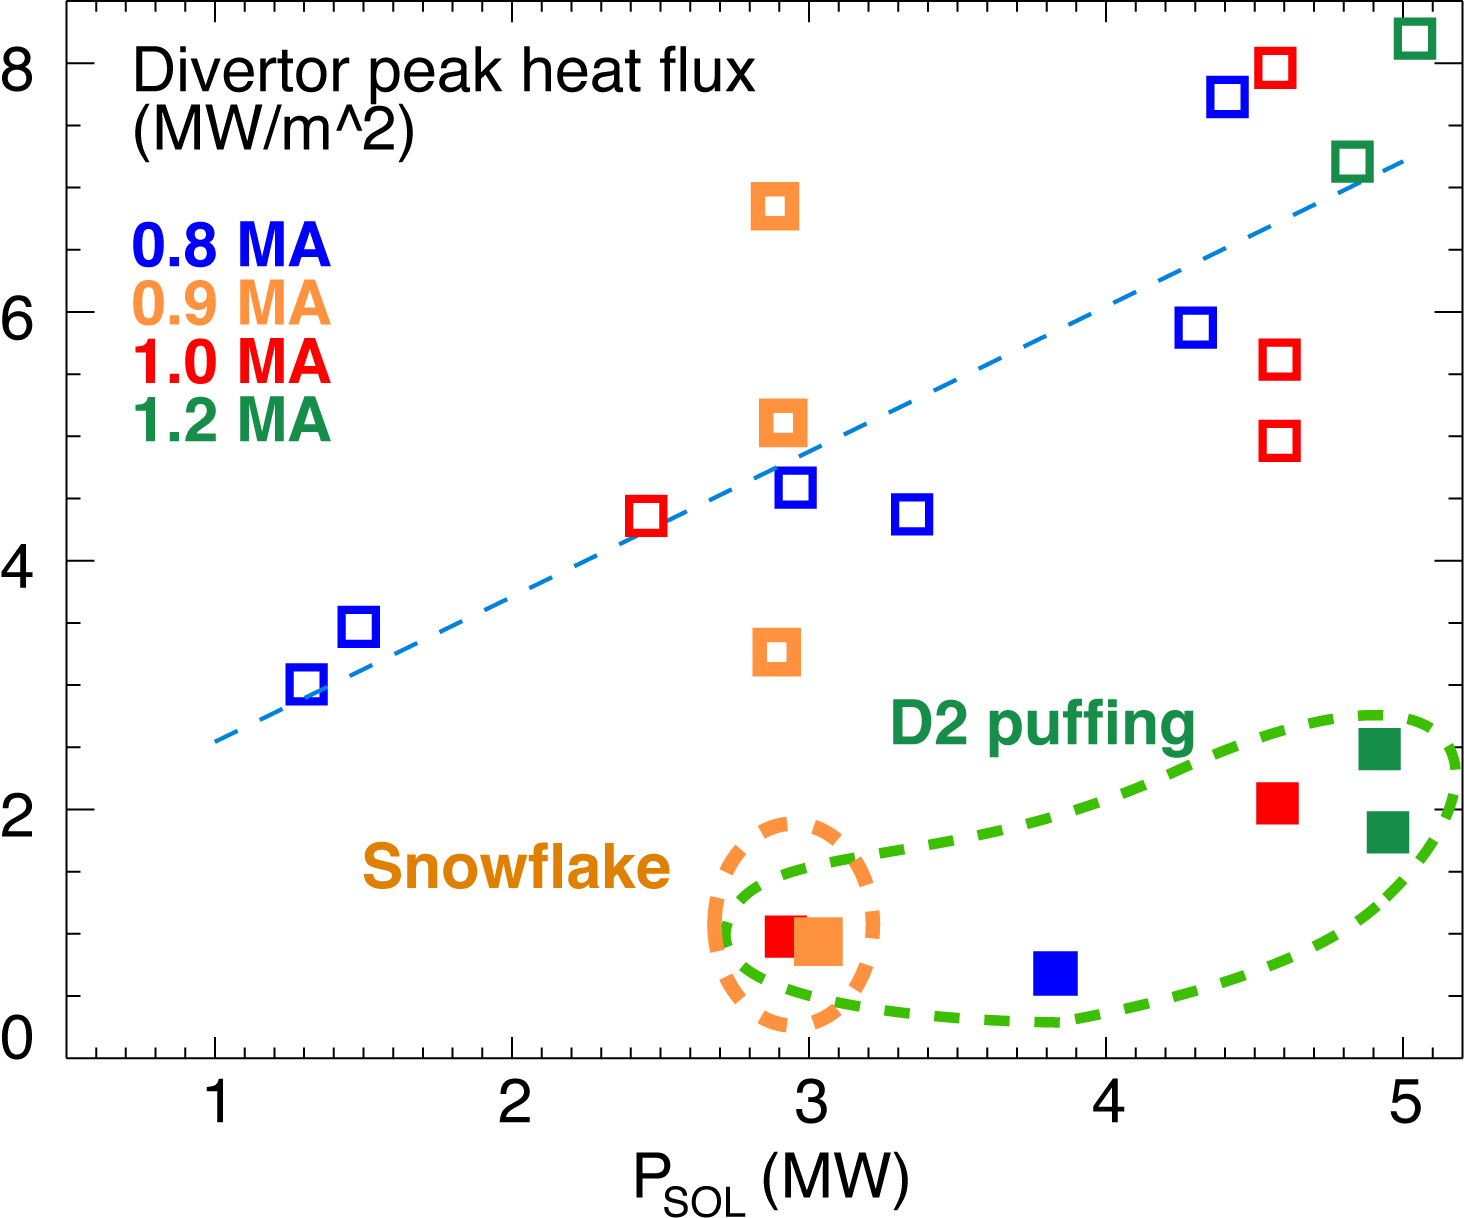 Divertor peak heat flux
(MW/m^2)
0.8 MA
0.9 MA
1.0 MA
1.2 MA
D2 puffing
Snowflake
8
6
4
2
0
1 2 3 4 5
PSOL (MW)